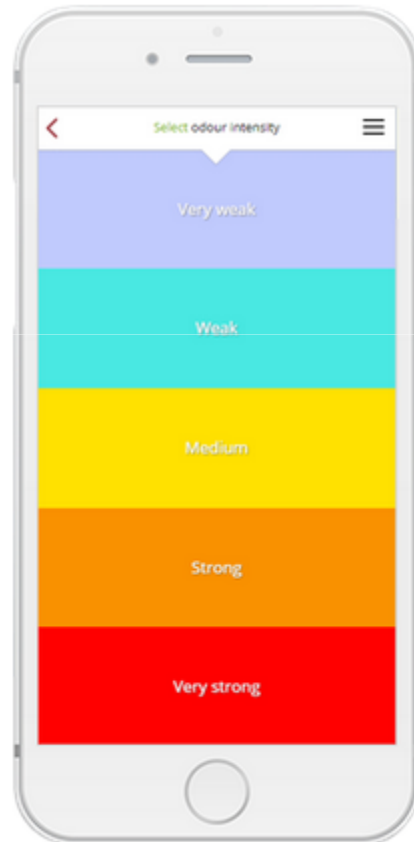 Select odour intensity
Very weak
Weak
Medium
Strong
Very strong